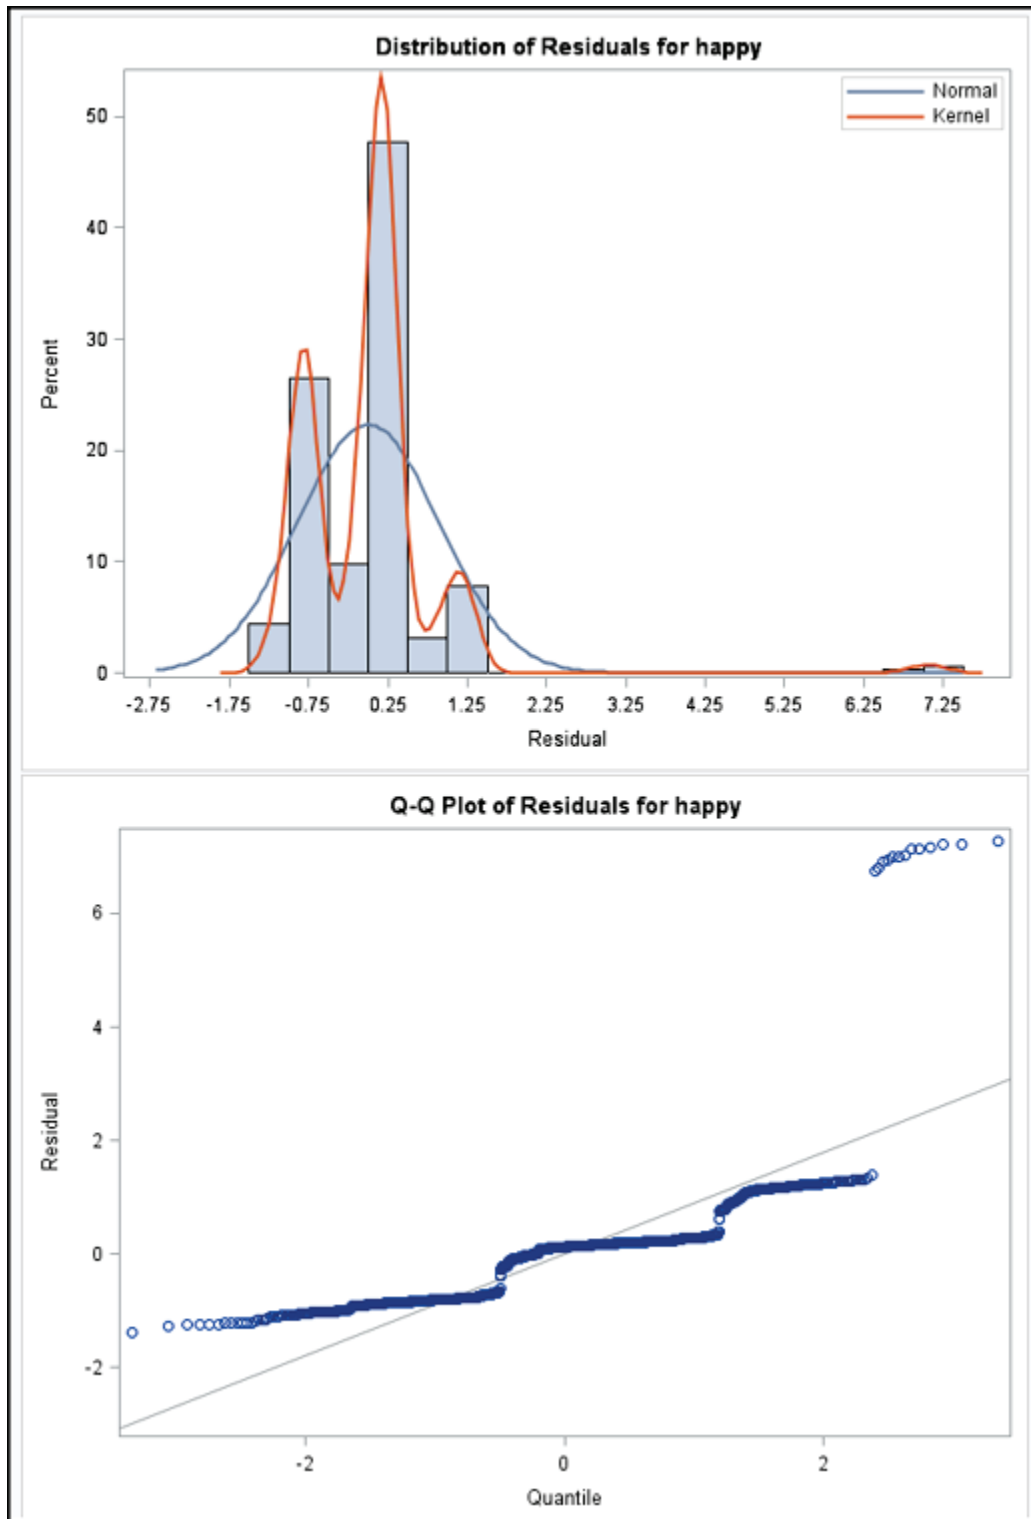 Distribution of Residuals for happy
Normal
Kernel
50
40
30
20
10
0
Percent
-2.75 -1.75 -0.75 0.25 1.25 2.25 3.25 4.25 5.25 6.25 7.25
Residual
Q-Q Plot of Residuals for happy
6
4
2
0
-2
Residual
-2 0 2
Quantile